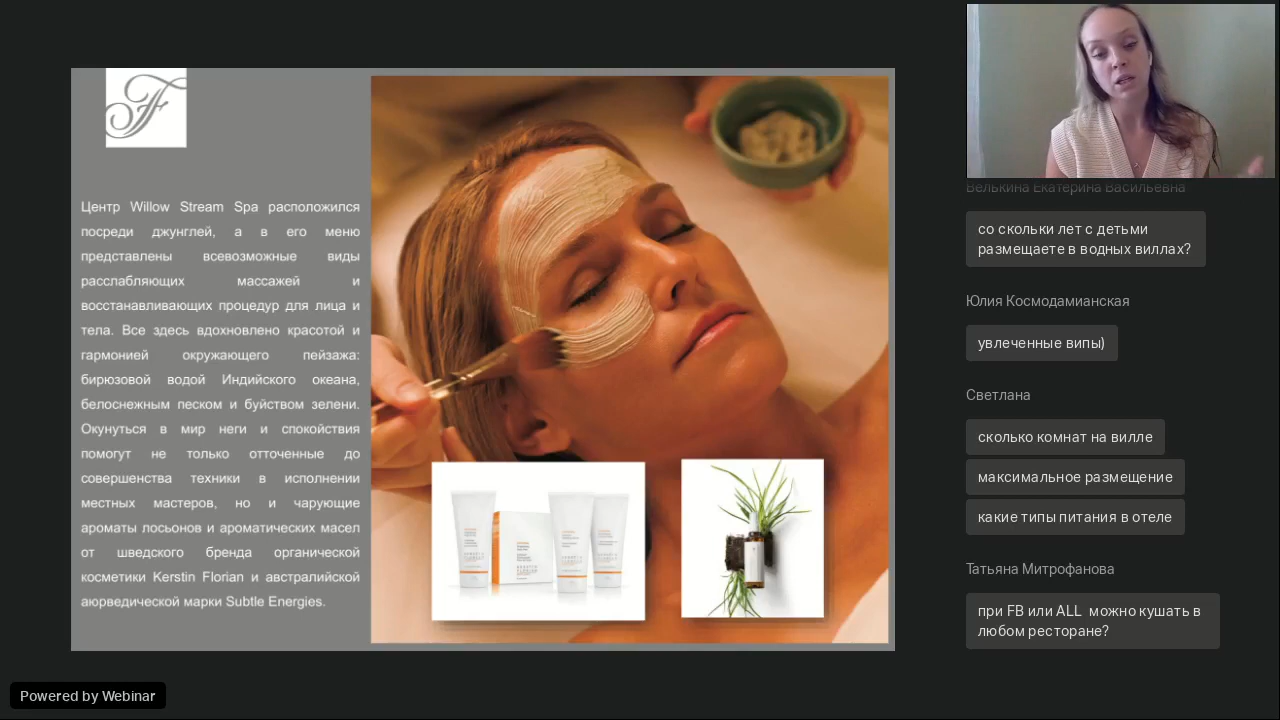 Центр Willow Stream Spa расположился
посреди джунглей, а в его меню
представлены всевозможные виды
расслабляющих массажей и
восстанавливающих процедур для лица и
тела. Все здесь вдохновлено красотой и
гармонией окружающего пейзажа:
бирюзовой водой Индийского океана,
белоснежным песком и буйством зелени.
Окунуться в мир неги и спокойствия
помогут не только отточенные до
совершенства техники в исполнении
местных мастеров, но и чарующие
ароматы лосьонов и ароматических масел
от шведского бренда органической
косметики Kerstin Florian и австралийской
аюрведической марки Subtle Energies.
Велькина Екатерина Васильевна
со скольки лет с детьми
размещаете в водных виллах?
Юлия Космодамианская
увлеченные випы)
Светлана
сколько комнат на вилле
максимальное размещение
какие типы питания в отеле
Татьяна Митрофанова
при FB или ALL можно кушать в
любом ресторане?
Powered by Webinar